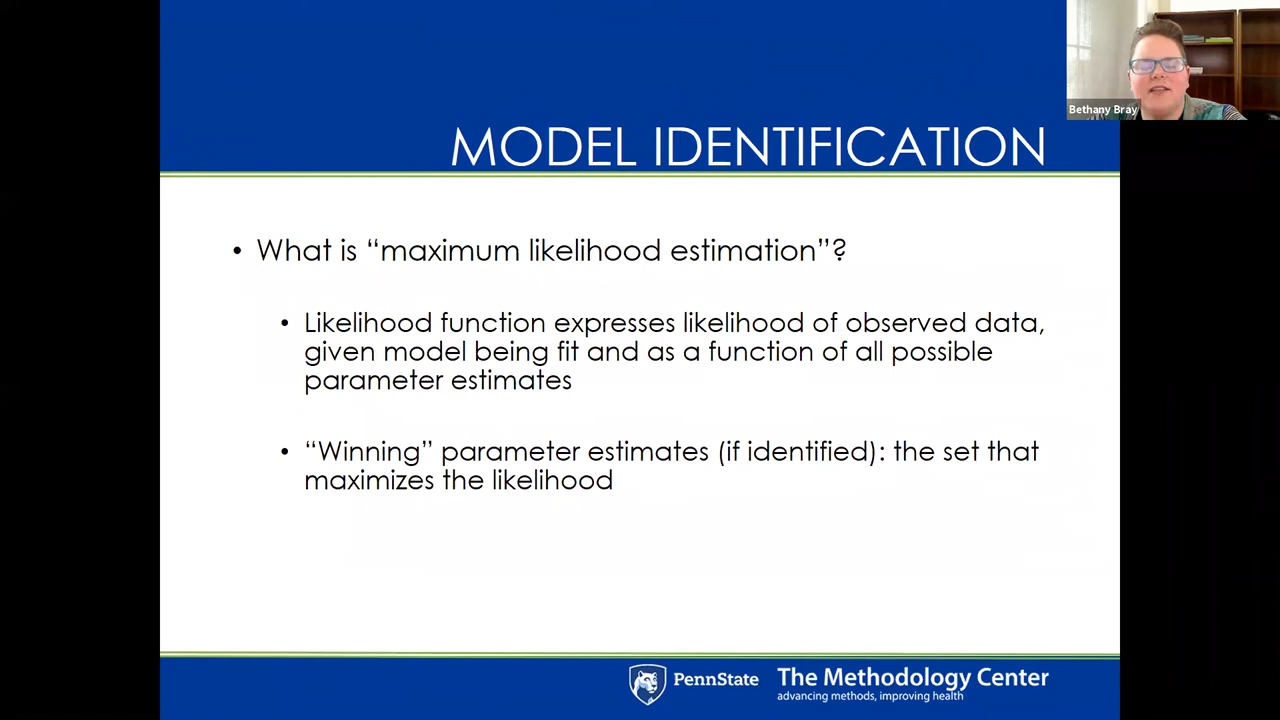 Bethany Bray
MODEL IDENTIFICATION
• What is “maximum likelihood estimation”?
• Likelihood function expresses likelihood of observed data,
given model being fit and as a function of all possible
parameter estimates
• “Winning” parameter estimates (if identified): the set that
maximizes the likelihood
PennState
The Methodology Center
advancing methods, improving health